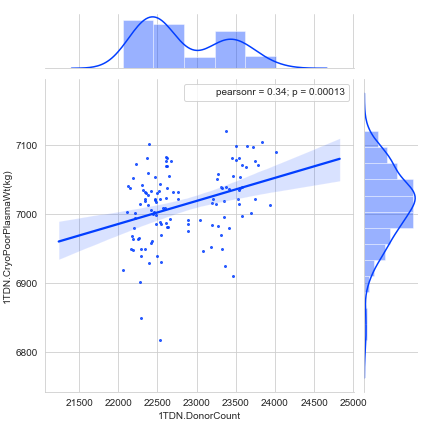 pearsonr = 0.34; p = 0.00013
7100
7000
6900
6800
1TDN.CryoPoorPlasmaWt(kg)
21500 22000 22500 23000 23500 24000 24500 25000
1TDN.DonorCount